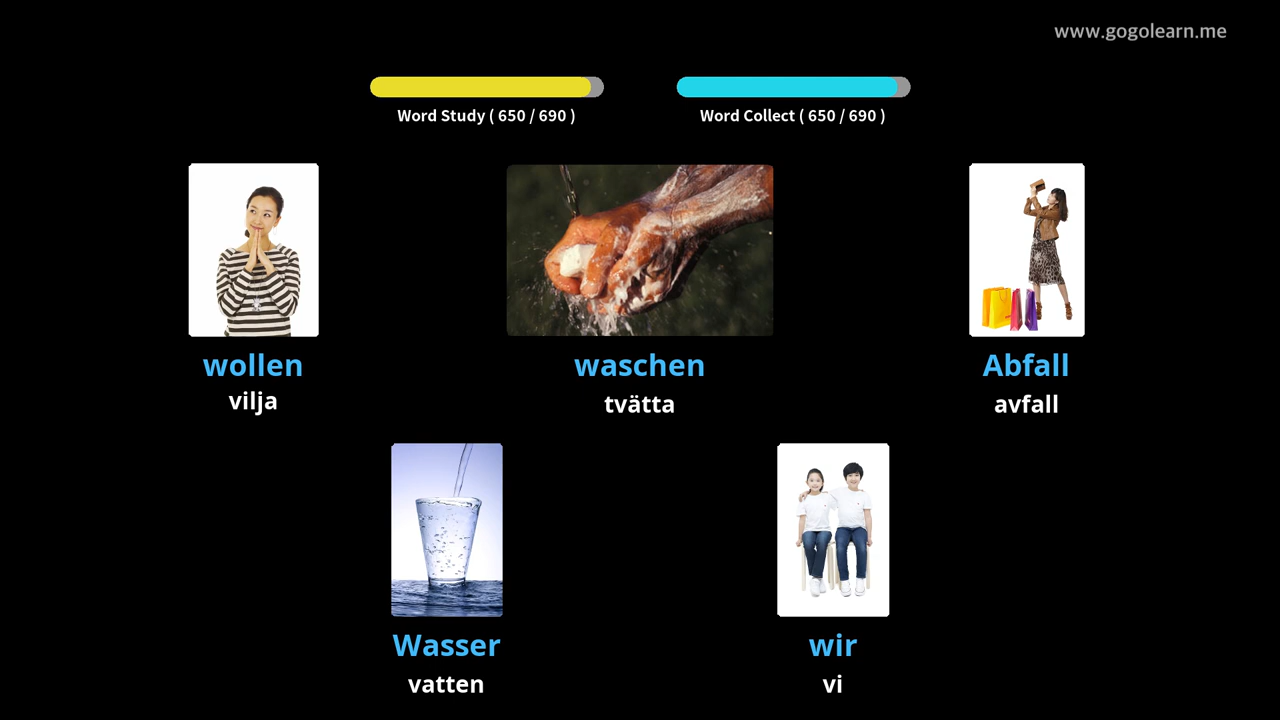 www.gogolearn.me
Word Study ( 650 / 690 )
Word Collect ( 650 / 690 )
wollen
vilja
waschen
tvätta
Abfall
avfall
Wasser
vatten
wir
vi